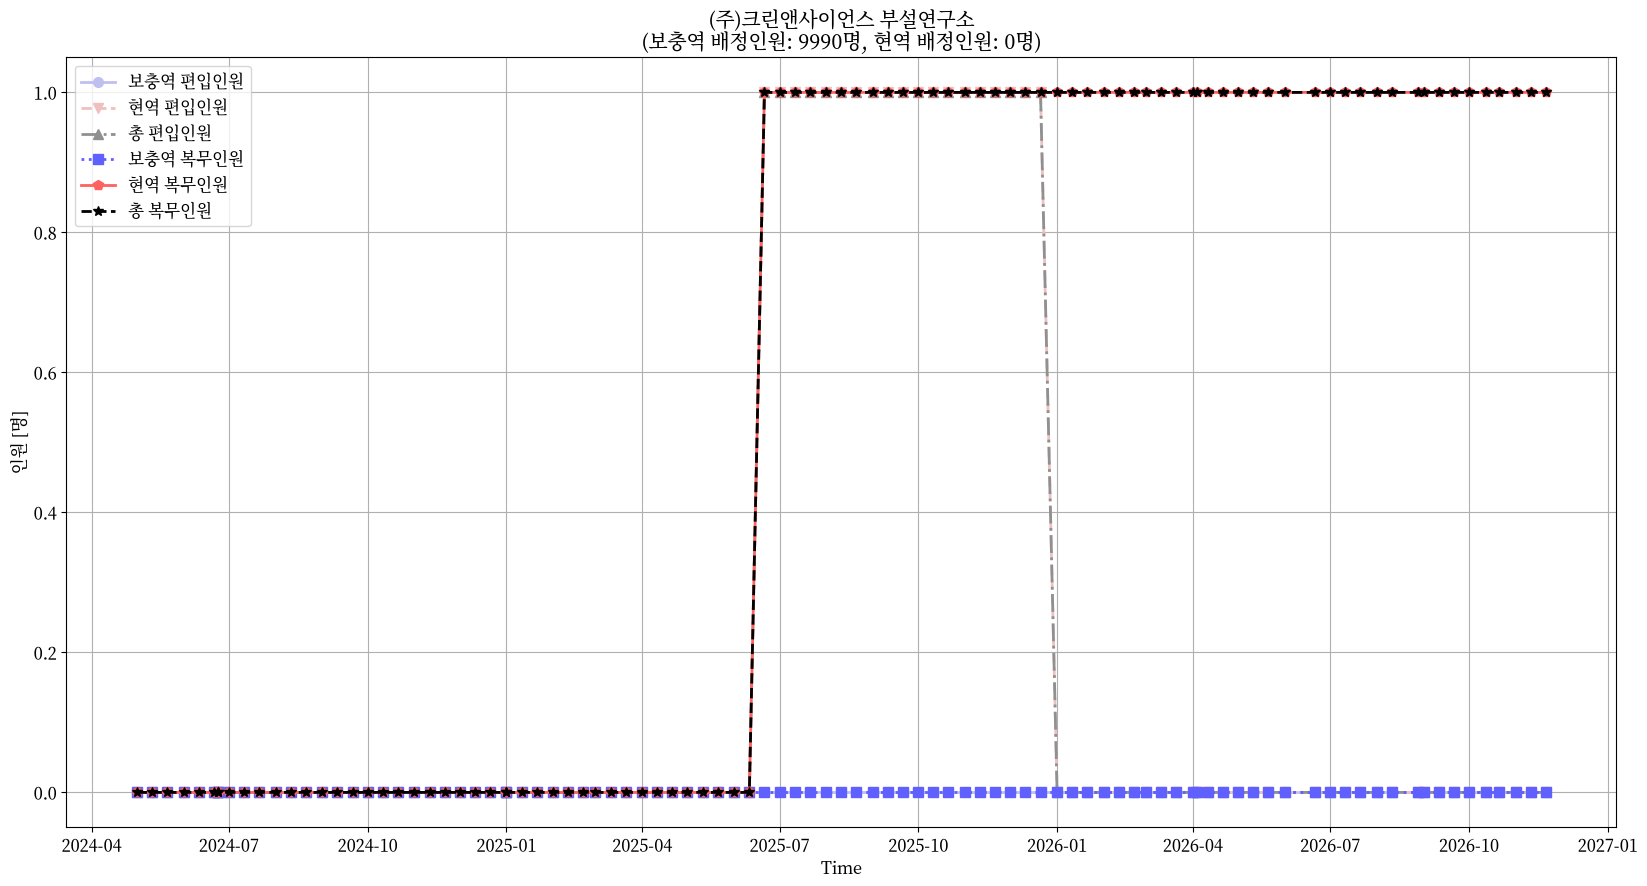 (주)크린앤사이언스 부설연구소
(보충역 배정인원: 9990명, 현역 배정인원: 0명)
보충역 편입인원
현역 편입인원
총 편입인원
보충역 복무인원
현역 복무인원
총 복무인원
1.0
0.8
0.6
0.4
0.2
0.0
인원 [명]
2024-04 2024-07 2024-10 2025-01 2025-04 2025-07 2025-10 2026-01 2026-04 2026-07 2026-10 2027-01
Time